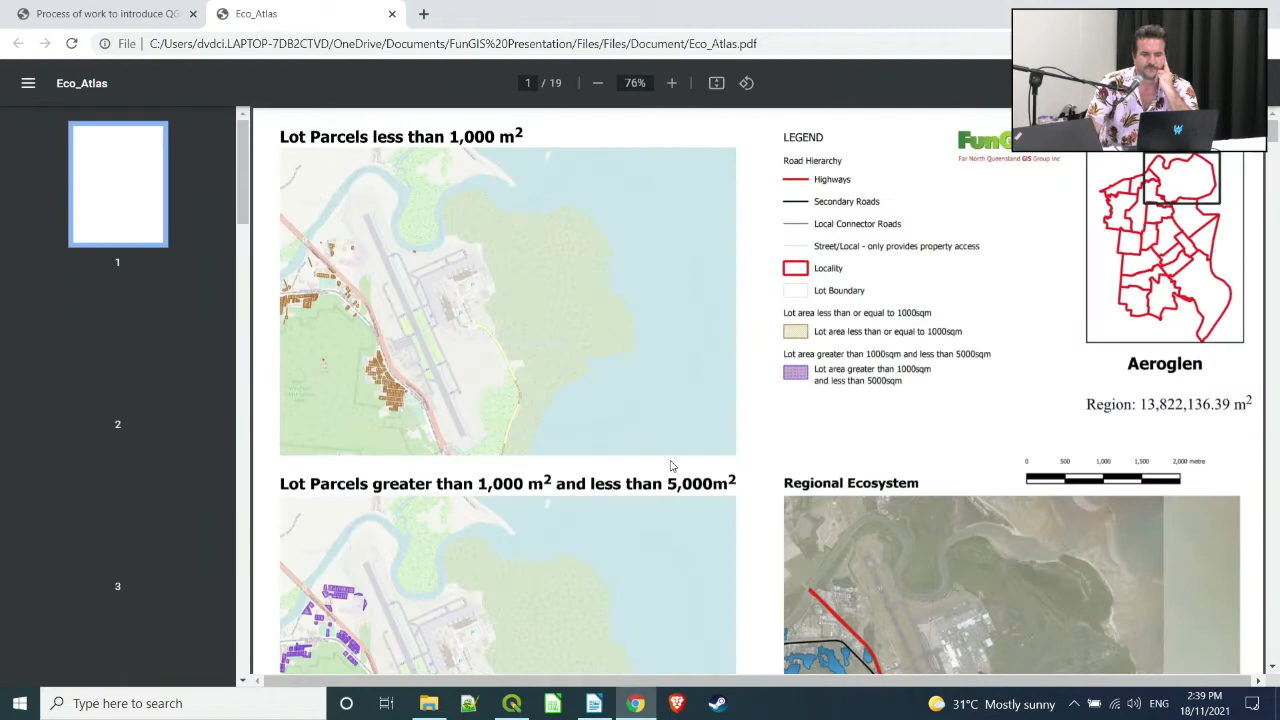 Process of work to introduce QG
Eco_Atlas
File
C:/Users/dvdci.LAPTOP-7B2CTVD/OneDrive/Documents/FunGIS%20Presentation/Files/Files/Document/Eco_Atlas.pdf
Eco_Atlas
1 / 19
76%
1
2
3
Lot Parcels less than 1,000 m²
LEGEND
Road Hierarchy
Highways
Secondary Roads
Local Connector Roads
Street/Local - only provides property access
Locality
Lot Boundary
Lot area less than or equal to 1000sqm
Lot area less than or equal to 1000sqm
Lot area greater than 1000sqm and less than 5000sqm
Lot area greater than 1000sqm
and less than 5000sqm
Far North Queensland GIS Group Inc
Aeroglen
Region: 13,822,136.39 m²
0 500 1,000 1,500 2,000 metre
Lot Parcels greater than 1,000 m² and less than 5,000m²
Regional Ecosystem
Type here to search
31°C Mostly sunny
ENG
2:39 PM
18/11/2021